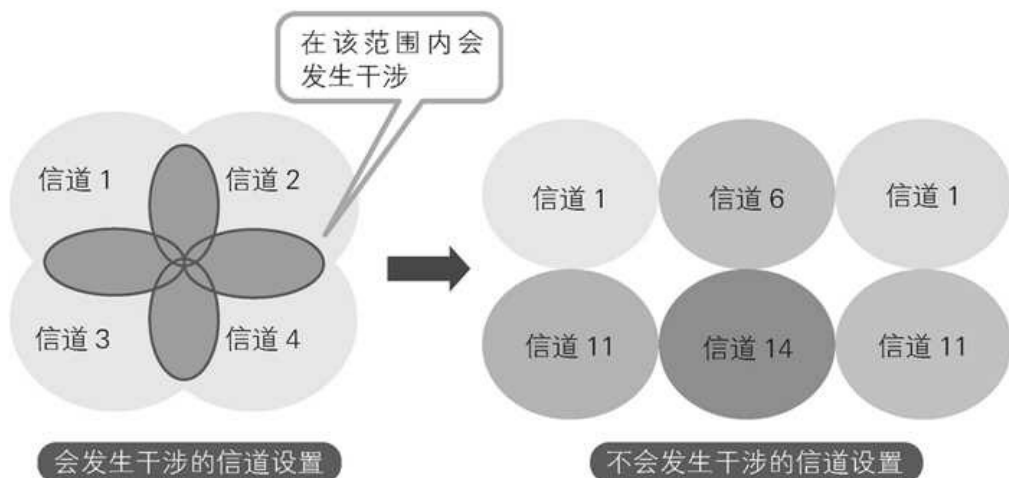 在该范围内会
发生干涉
信道 1
信道 2
信道 3
信道 4
会发生干涉的信道设置
信道 1
信道 6
信道 1
信道 11
信道 14
信道 11
不会发生干涉的信道设置